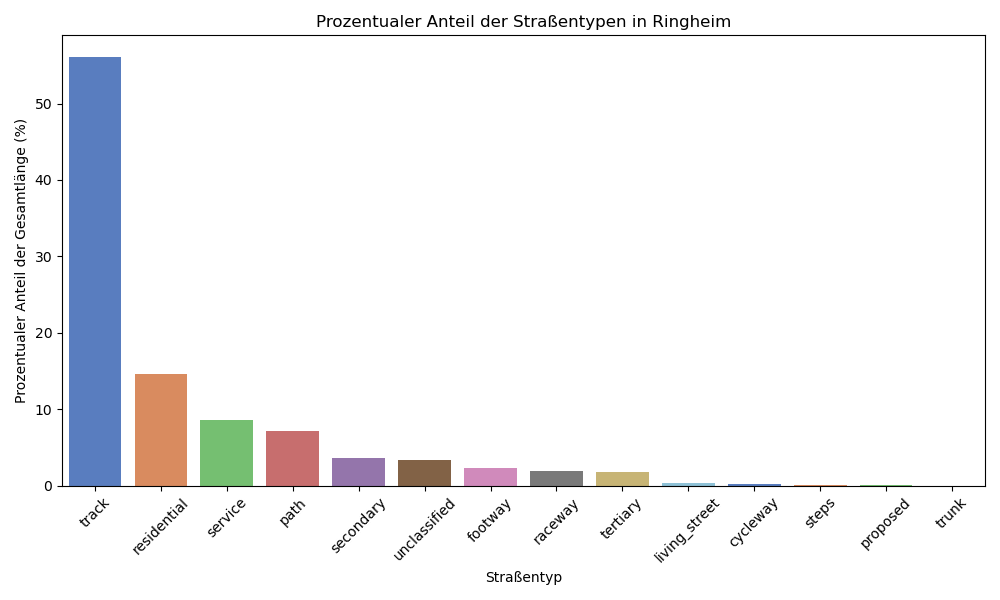 Prozentualer Anteil der Straßentypen in Ringheim
Prozentualer Anteil der Gesamtlänge (%)
50
40
30
20
10
0
track
residential
service
path
secondary
unclassified
footway
raceway
tertiary
living_street
cycleway
steps
proposed
trunk
Straßentyp